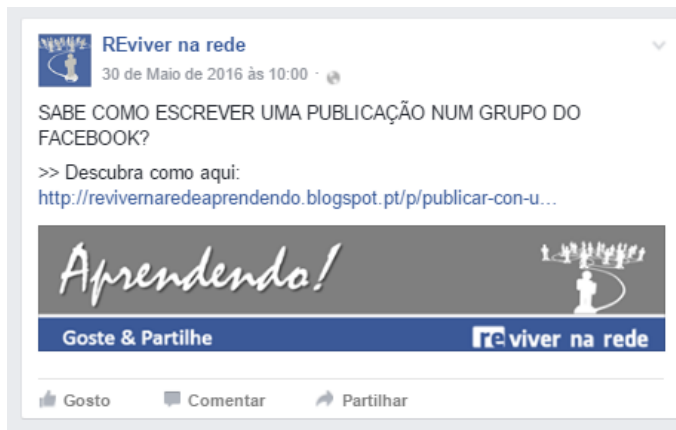 REviver na rede
30 de Maio de 2016 às 10:00 ·
SABE COMO ESCREVER UMA PUBLICAÇÃO NUM GRUPO DO
FACEBOOK?
>> Descubra como aqui:
http://revivernaredeaprendendo.blogspot.pt/p/publicar-con-u...
Aprendendo!
Goste & Partilhe
re viver na rede
Gosto
Comentar
Partilhar